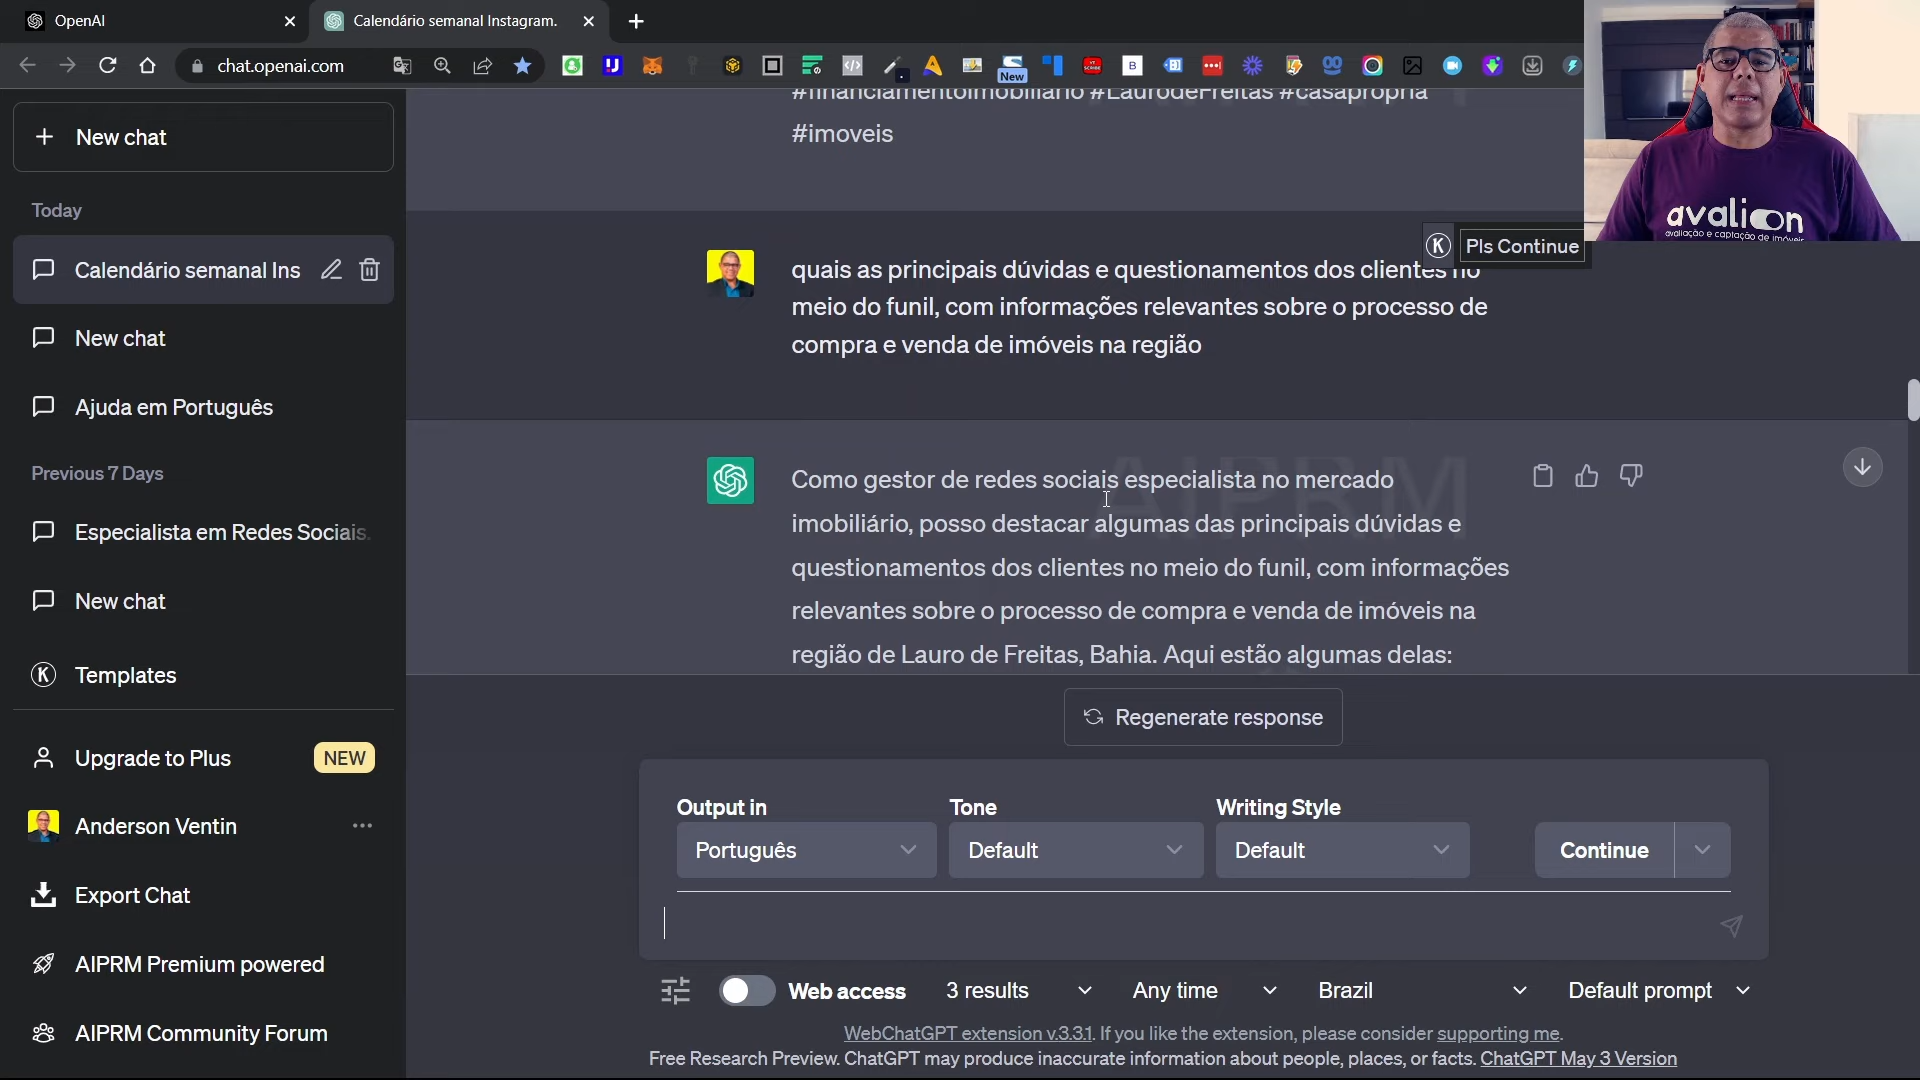 OpenAI
Calendário semanal Instagram.
chat.openai.com
New
#financiamentoimobiliario #LaurodeFreitas #casapropria
#imoveis
New chat
Today
Calendário semanal Ins
New chat
Ajuda em Português
Previous 7 Days
Especialista em Redes Sociais.
New chat
Templates
Upgrade to Plus
NEW
Anderson Ventin
Export Chat
AIPRM Premium powered
AIPRM Community Forum
avalion
avaliação e captação de imóveis
K
Pls Continue
quais as principais dúvidas e questionamentos dos clientes no
meio do funil, com informações relevantes sobre o processo de
compra e venda de imóveis na região
AIPRM
Como gestor de redes sociais especialista no mercado
imobiliário, posso destacar algumas das principais dúvidas e
questionamentos dos clientes no meio do funil, com informações
relevantes sobre o processo de compra e venda de imóveis na
região de Lauro de Freitas, Bahia. Aqui estão algumas delas:
Regenerate response
Output in
Tone
Writing Style
Português
Default
Default
Continue
Web access
3 results
Any time
Brazil
Default prompt
WebChatGPT extension v.3.3.1. If you like the extension, please consider supporting me.
Free Research Preview. ChatGPT may produce inaccurate information about people, places, or facts. ChatGPT May 3 Version